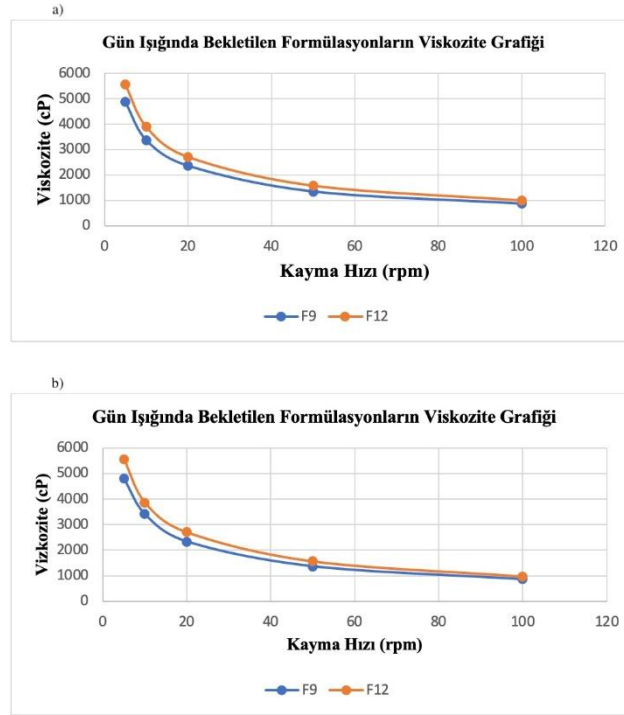 a)
Gün Işığında Bekletilen Formülasyonların Viskozite Grafiği
6000
5000
4000
3000
2000
1000
0
Viskozite (cP)
0 20 40 60 80 100 120
Kayma Hızı (rpm)
F9 F12
b)
Gün Işığında Bekletilen Formülasyonların Viskozite Grafiği
6000
5000
4000
3000
2000
1000
0
Vizkozite (cP)
0 20 40 60 80 100 120
Kayma Hızı (rpm)
F9 F12